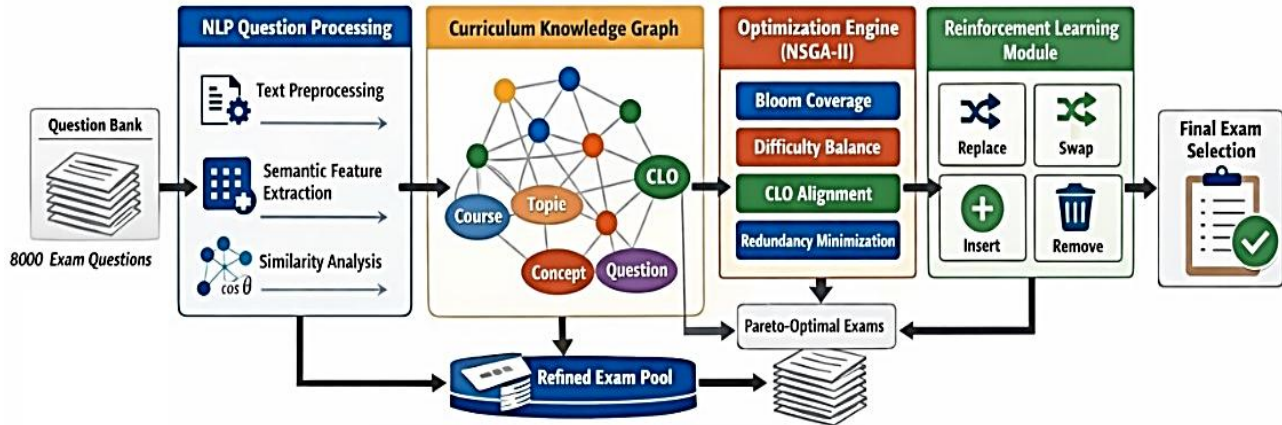 NLP Question Processing
Text Preprocessing
Semantic Feature
Extraction
Similarity Analysis
cos θ
Question Bank
8000 Exam Questions
Curriculum Knowledge Graph
CLO
Course
Topie
Concept
Question
Optimization Engine
(NSGA-II)
Bloom Coverage
Difficulty Balance
CLO Alignment
Redundancy Minimization
Reinforcement Learning
Module
Replace
Swap
Insert
Remove
Final Exam
Selection
Pareto-Optimal Exams
Refined Exam Pool